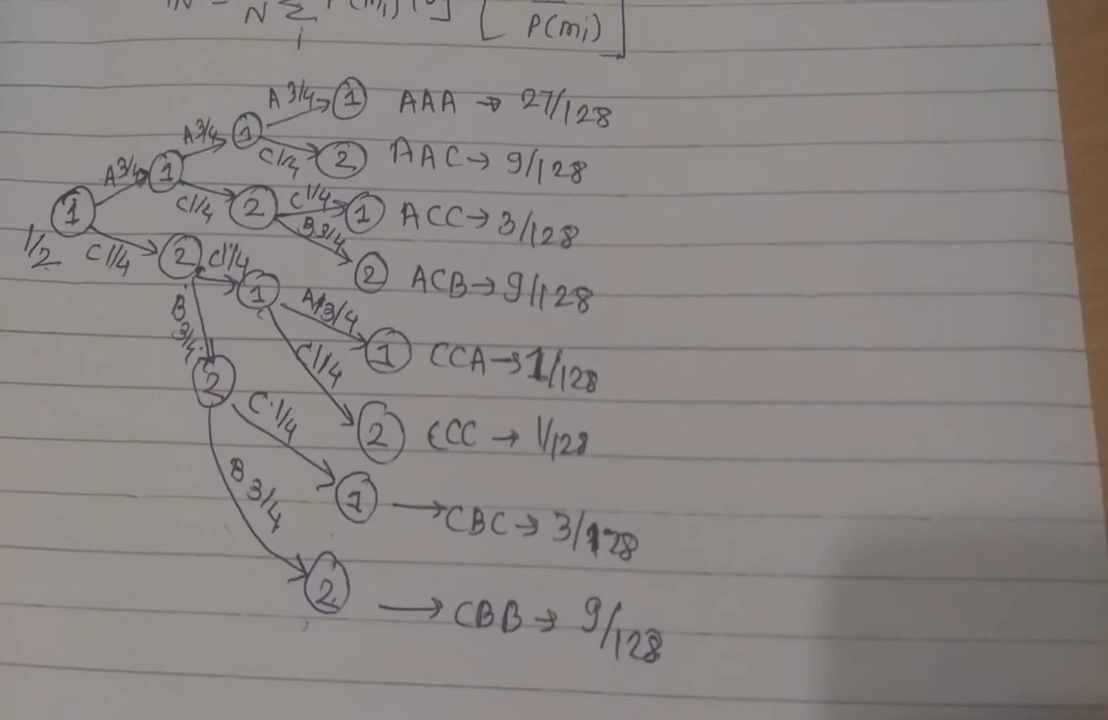 N Σ P(mi)
i
P(mi)
A 3/4 1 AAA → 27/128
A 3/4 1
C 1/4 2 AAC → 9/128
A 3/4 1
C 1/4 2 C 1/4 1 ACC → 3/128
1
1/2 C 1/4 2 C 1/4 B 3/4 2 ACB → 9/128
1 A 3/4 1 CCA → 1/128
B 3/4
C 1/4 2 CCC → 1/128
2 C 1/4
1 → CBC → 3/128
B 3/4
2 → CBB → 9/128